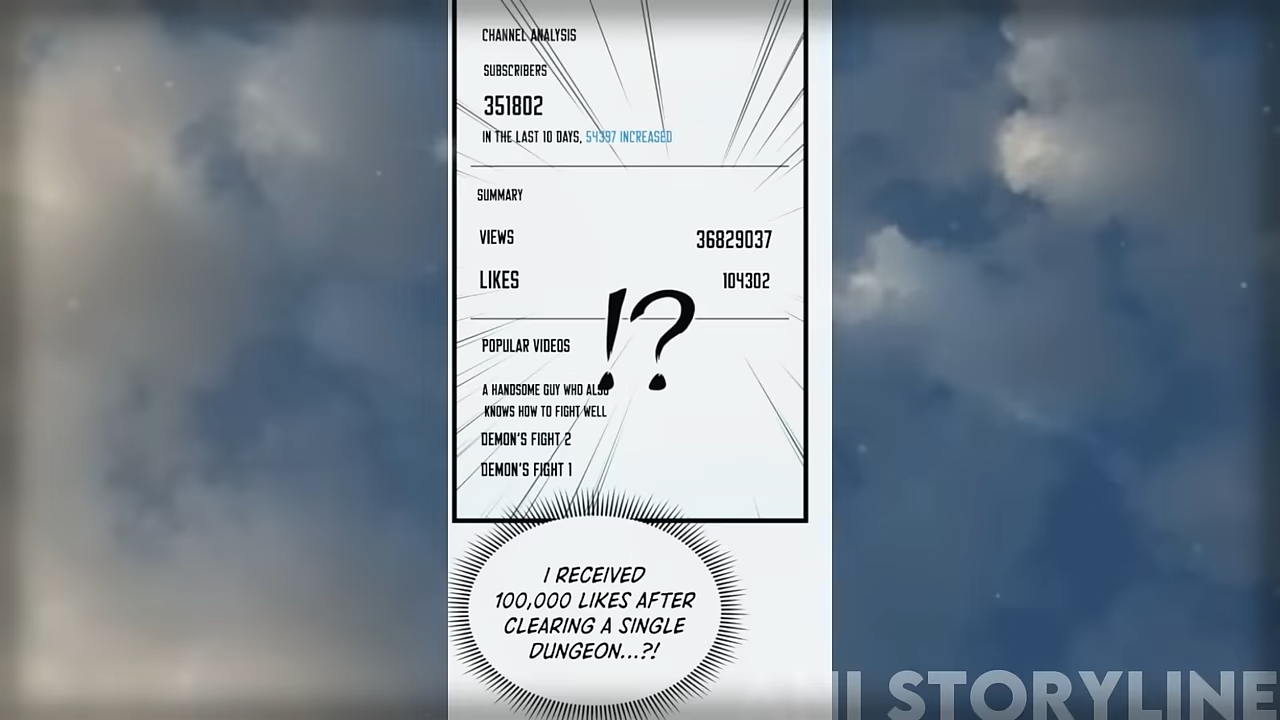 CHANNEL ANALYSIS
SUBSCRIBERS
351802
IN THE LAST 10 DAYS, 54397 INCREASED
SUMMARY
VIEWS 36829037
LIKES 104302
!?
POPULAR VIDEOS
A HANDSOME GUY WHO ALSO
KNOWS HOW TO FIGHT WELL
DEMON'S FIGHT 2
DEMON'S FIGHT 1
I RECEIVED
100,000 LIKES AFTER
CLEARING A SINGLE
DUNGEON...?!
STORYLINE